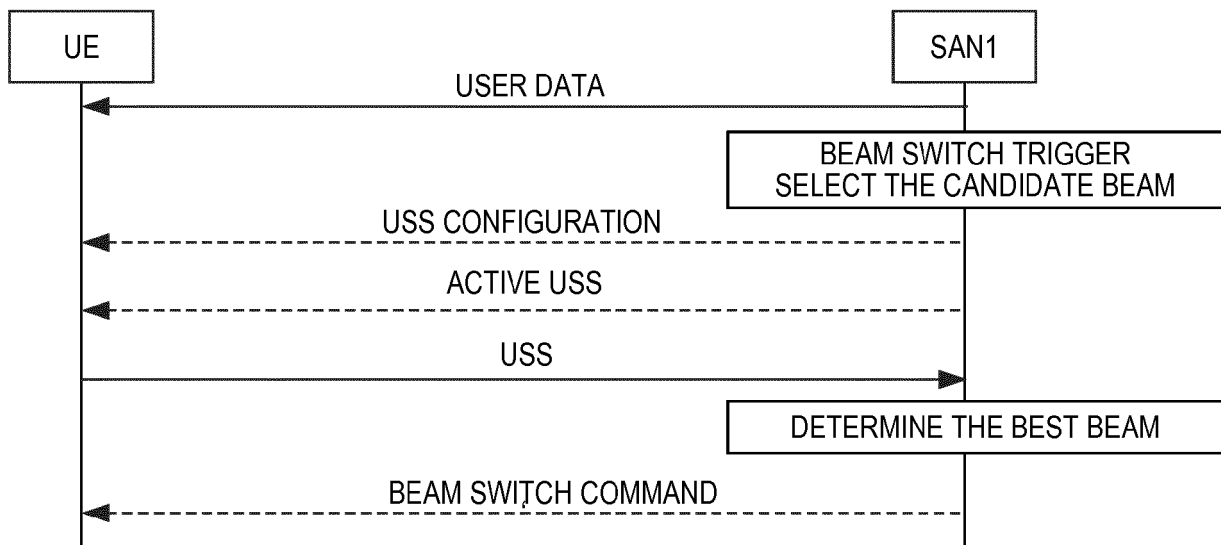 UE
SAN1
USER DATA
BEAM SWITCH TRIGGER
SELECT THE CANDIDATE BEAM
USS CONFIGURATION
ACTIVE USS
USS
DETERMINE THE BEST BEAM
BEAM SWITCH COMMAND